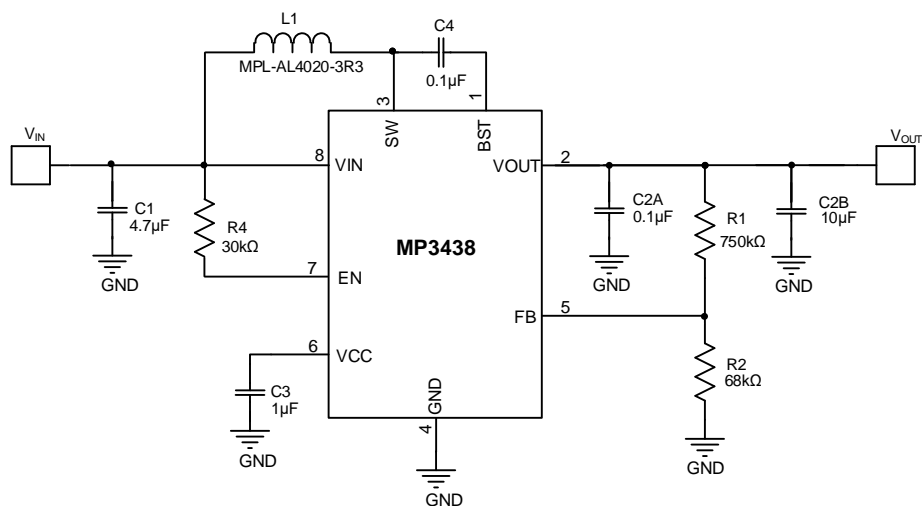 L1
MPL-AL4020-3R3
C4
0.1µF
3
1
SW
BST
VIN
VOUT
8
VIN
VOUT
2
C1
4.7µF
GND
R4
30kΩ
7
EN
MP3438
C2A
0.1µF
GND
R1
750kΩ
C2B
10µF
GND
FB
5
6
VCC
C3
1µF
GND
GND
4
GND
R2
68kΩ
GND